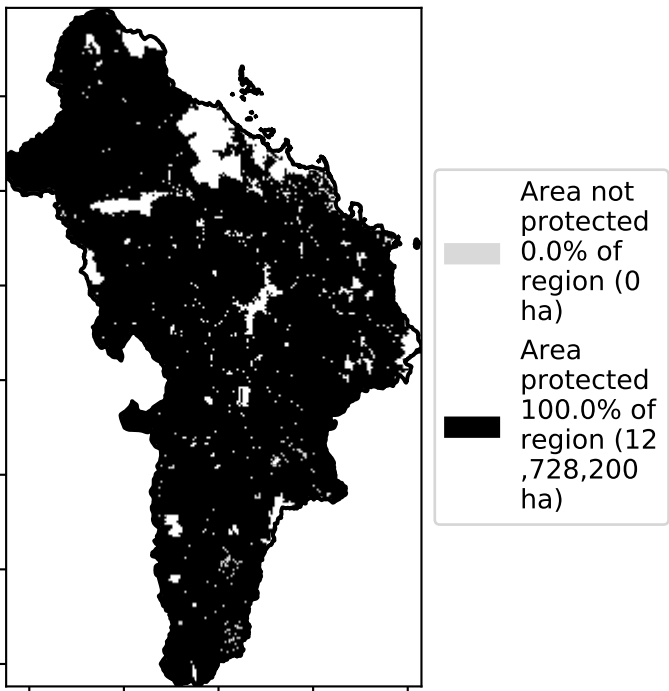 Area not
protected
0.0% of
region (0
ha)
Area
protected
100.0% of
region (12
,728,200
ha)